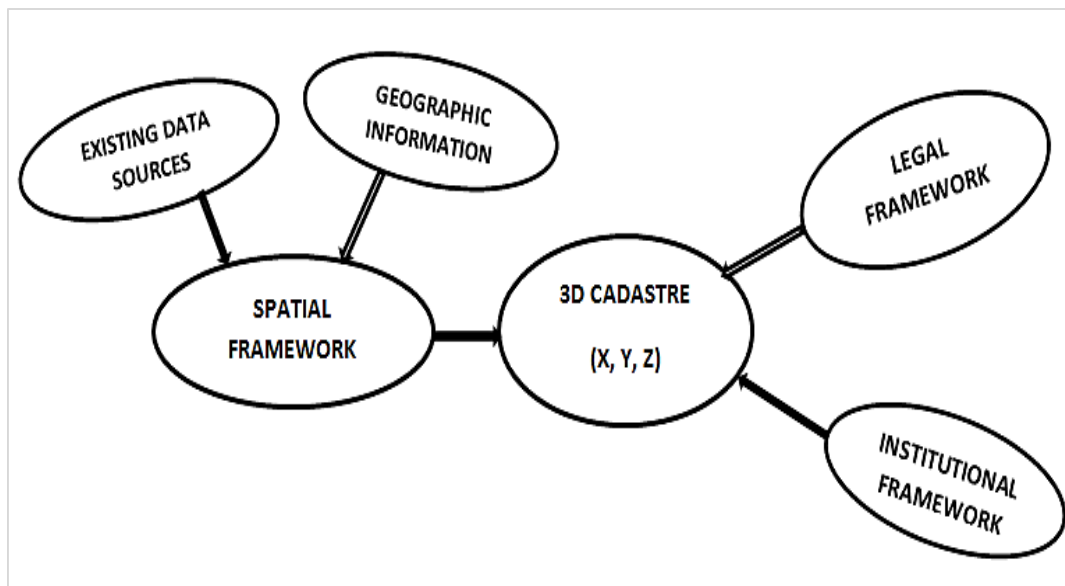 EXISTING DATA
SOURCES
GEOGRAPHIC
INFORMATION
LEGAL
FRAMEWORK
SPATIAL
FRAMEWORK
3D CADASTRE
(X, Y, Z)
INSTITUTIONAL
FRAMEWORK